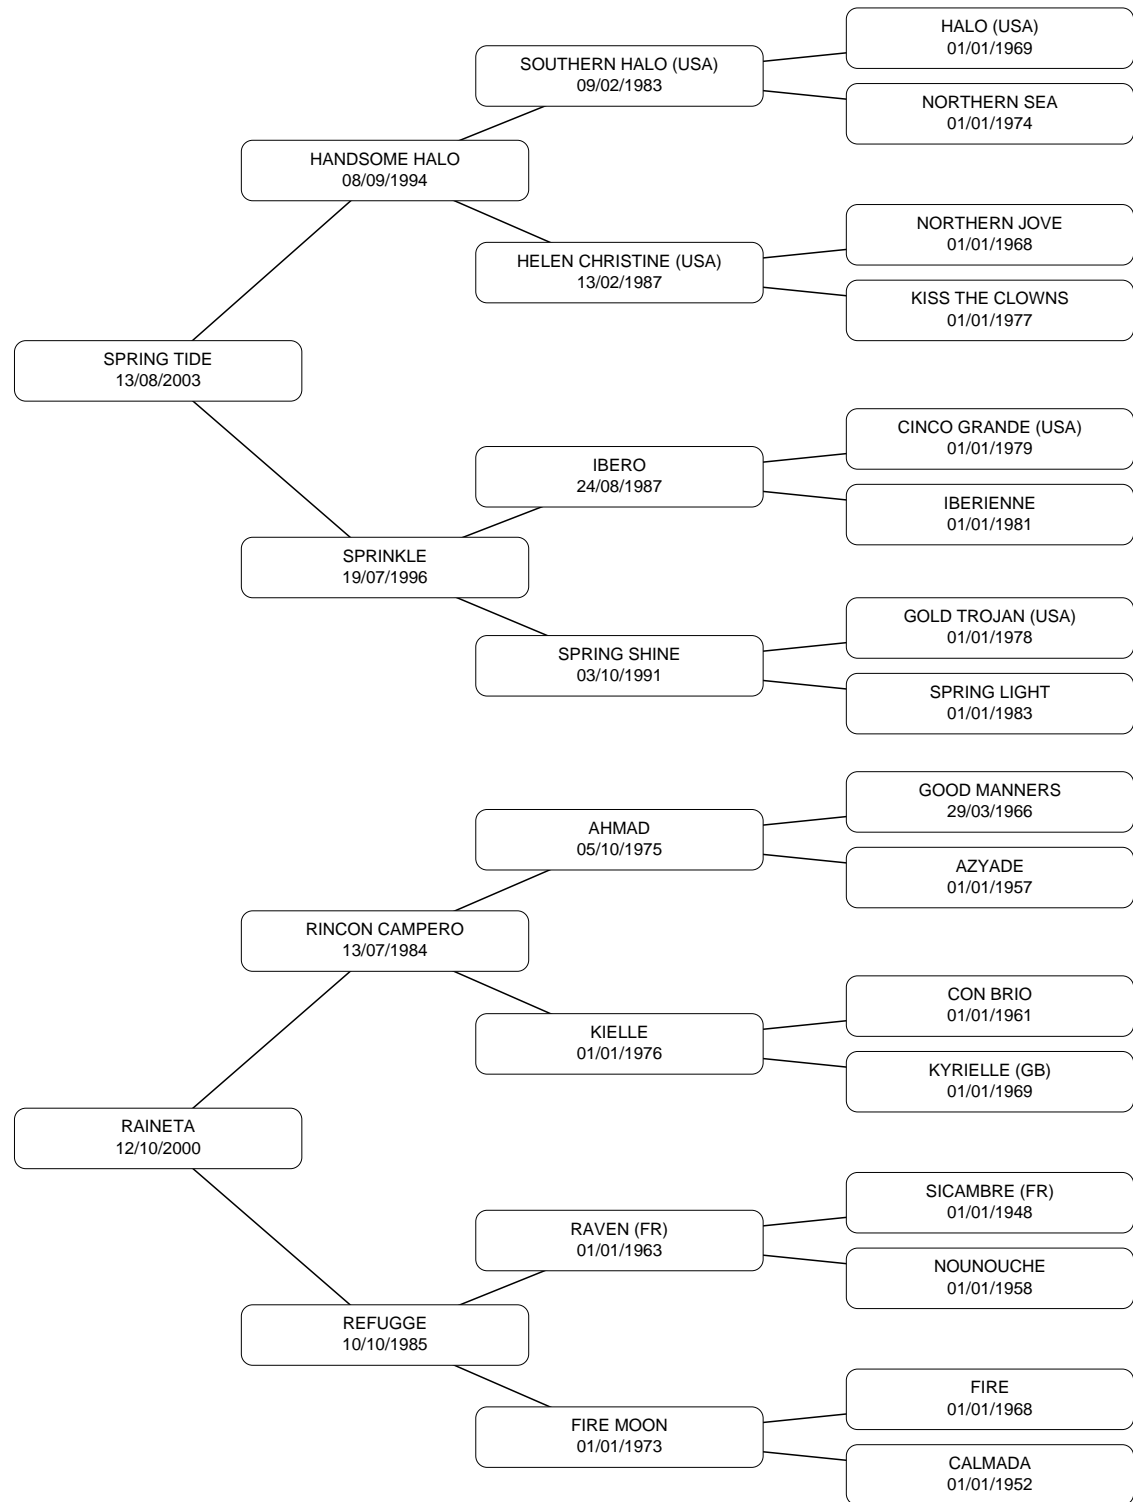 HALO (USA)
01/01/1969
SOUTHERN HALO (USA)
09/02/1983
NORTHERN SEA
01/01/1974
HANDSOME HALO
08/09/1994
NORTHERN JOVE
01/01/1968
HELEN CHRISTINE (USA)
13/02/1987
KISS THE CLOWNS
01/01/1977
SPRING TIDE
13/08/2003
CINCO GRANDE (USA)
01/01/1979
IBERO
24/08/1987
IBERIENNE
01/01/1981
SPRINKLE
19/07/1996
GOLD TROJAN (USA)
01/01/1978
SPRING SHINE
03/10/1991
SPRING LIGHT
01/01/1983
GOOD MANNERS
29/03/1966
AHMAD
05/10/1975
AZYADE
01/01/1957
RINCON CAMPERO
13/07/1984
CON BRIO
01/01/1961
KIELLE
01/01/1976
KYRIELLE (GB)
01/01/1969
RAINETA
12/10/2000
SICAMBRE (FR)
01/01/1948
RAVEN (FR)
01/01/1963
NOUNOUCHE
01/01/1958
REFUGGE
10/10/1985
FIRE
01/01/1968
FIRE MOON
01/01/1973
CALMADA
01/01/1952